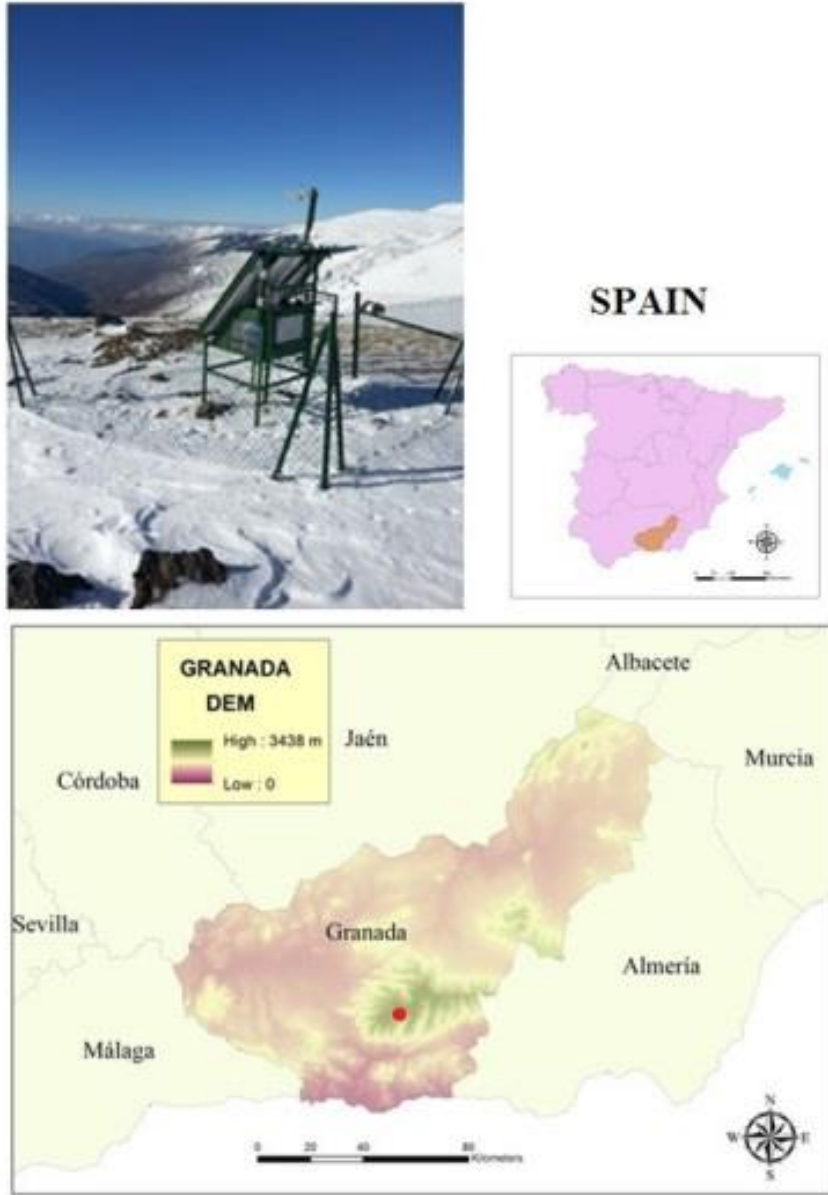 SPAIN
GRANADA
DEM
High : 3438 m
Low : 0
Albacete
Jaén
Murcia
Córdoba
Sevilla
Granada
Almería
Málaga
N
W
E
S
0 20 40 80
Kilometers